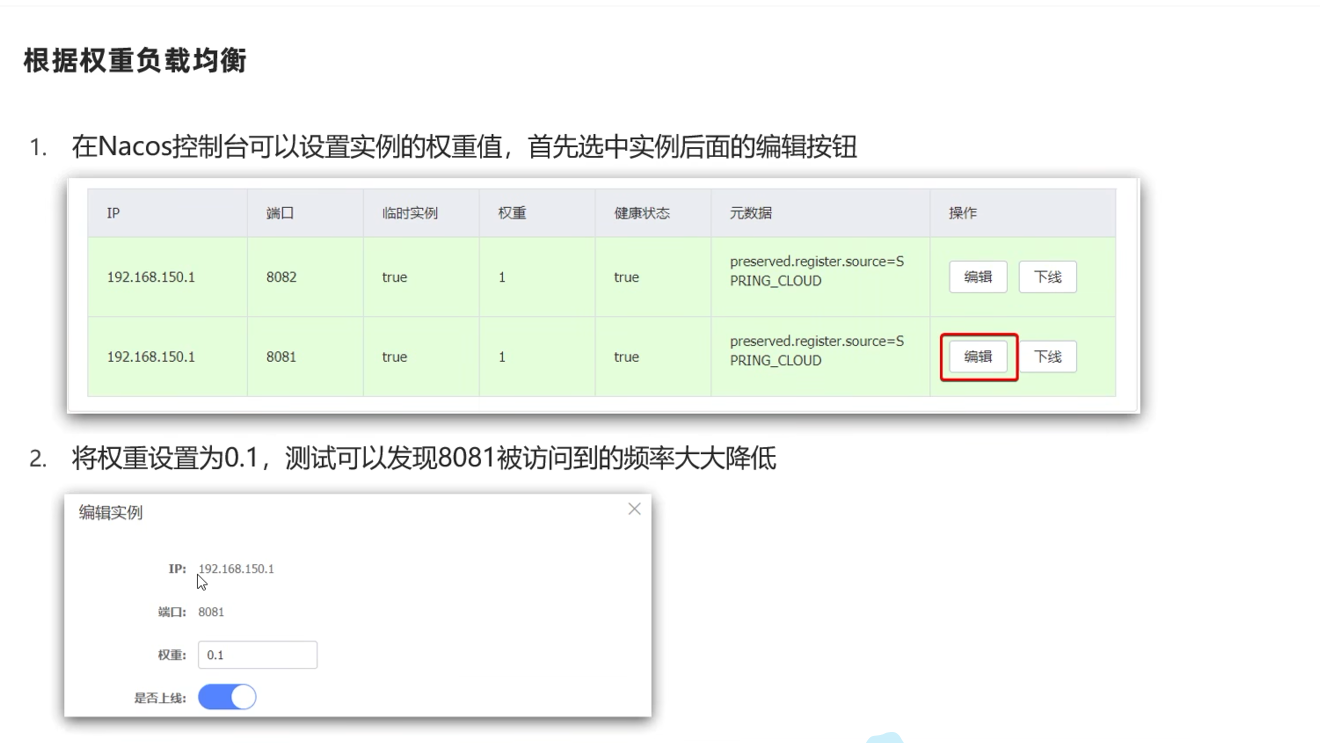 根据权重负载均衡
1. 在Nacos控制台可以设置实例的权重值，首先选中实例后面的编辑按钮
IP 端口 临时实例 权重 健康状态 元数据 操作
192.168.150.1 8082 true 1 true preserved.register.source=S 编辑 下线
PRING_CLOUD
192.168.150.1 8081 true 1 true preserved.register.source=S 编辑 下线
PRING_CLOUD
2. 将权重设置为0.1，测试可以发现8081被访问到的频率大大降低
编辑实例
IP: 192.168.150.1
端口: 8081
权重: 0.1
是否上线: